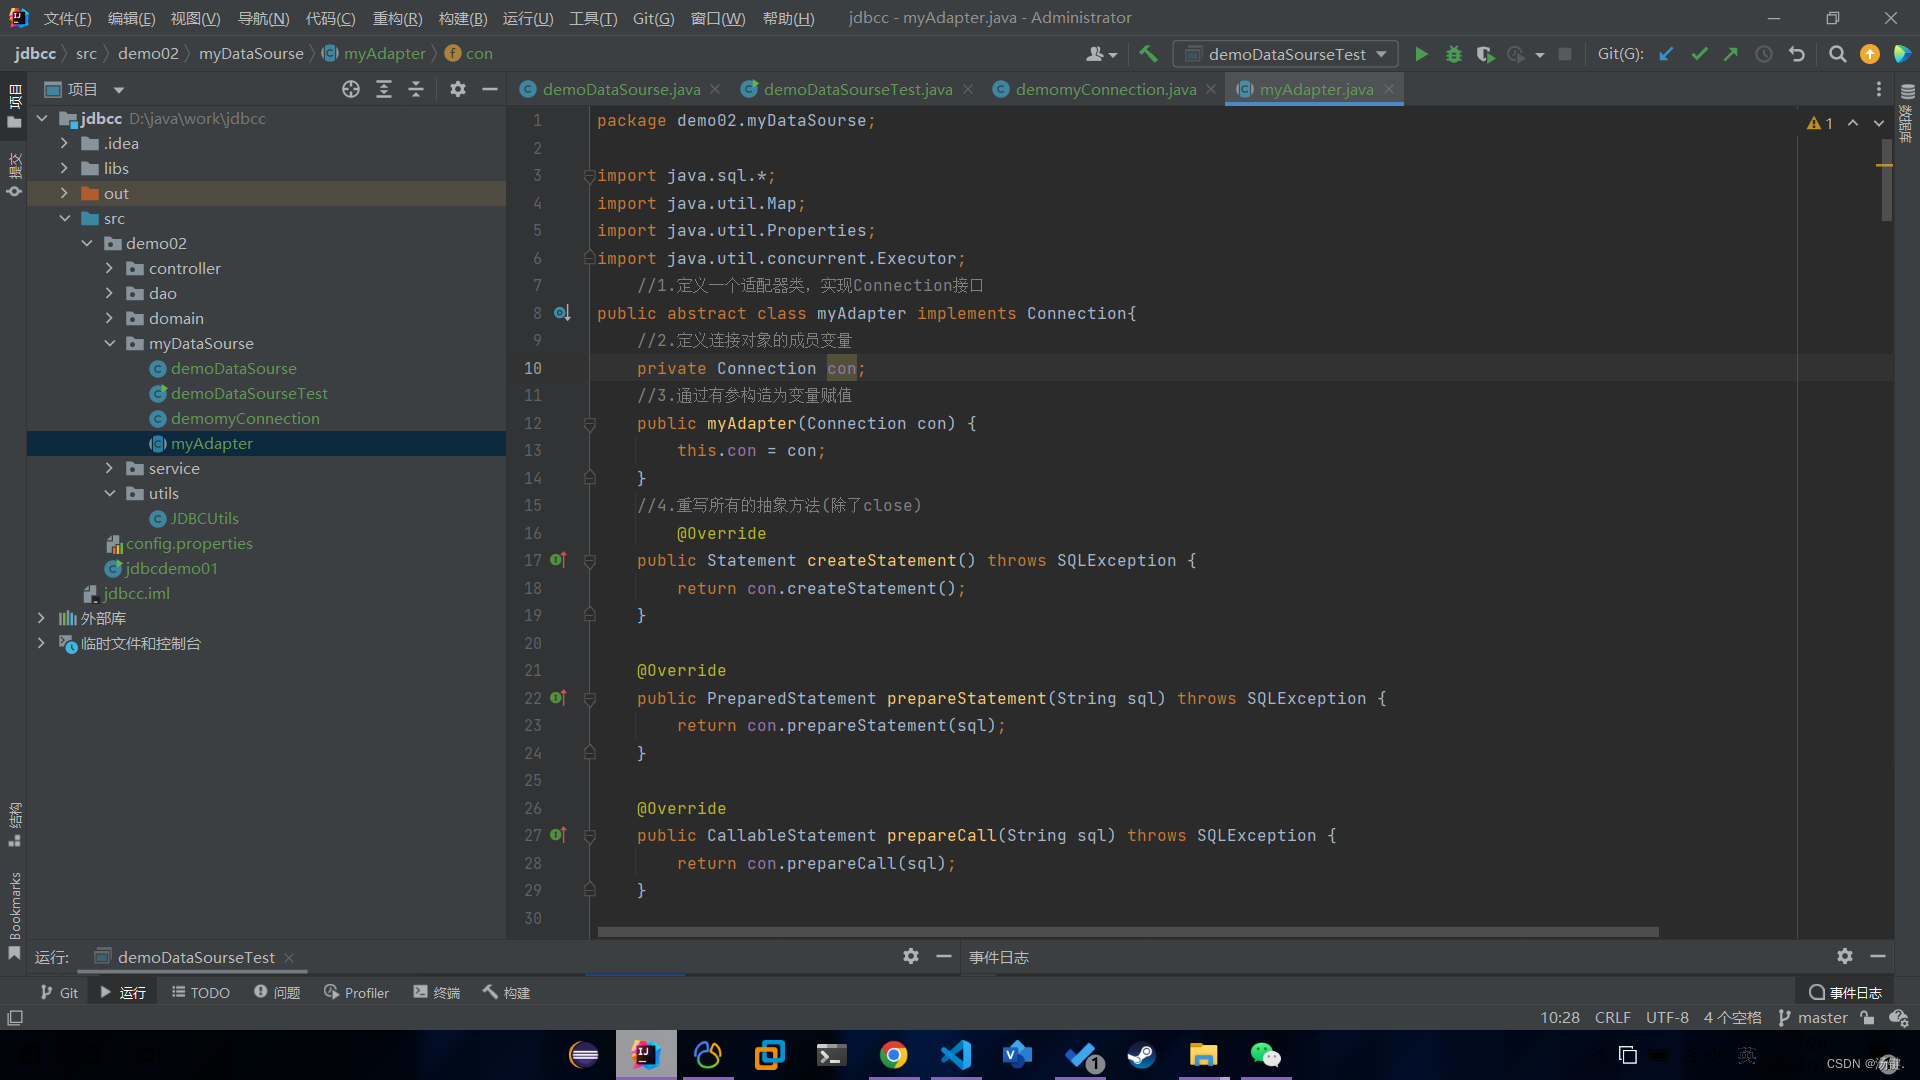 文件(F) 编辑(E) 视图(V) 导航(N) 代码(C) 重构(R) 构建(B) 运行(U) 工具(T) Git(G) 窗口(W) 帮助(H) jdbcc - myAdapter.java - Administrator
jdbcc src demo02 myDataSourse myAdapter con
demoDataSourseTest Git(G):
项目
demoDataSourse.java demoDataSourseTest.java demomyConnection.java myAdapter.java
项目
提交
结构
Bookmarks
数据库
jdbcc D:\java\work\jdbcc
.idea
libs
out
src
demo02
controller
dao
domain
myDataSourse
demoDataSourse
demoDataSourseTest
demomyConnection
myAdapter
service
utils
JDBCUtils
config.properties
jdbcdemo01
jdbcc.iml
外部库
临时文件和控制台
1
1 package demo02.myDataSourse;
2
3 import java.sql.*;
4 import java.util.Map;
5 import java.util.Properties;
6 import java.util.concurrent.Executor;
7 //1.定义一个适配器类，实现Connection接口
8 public abstract class myAdapter implements Connection{
9 //2.定义连接对象的成员变量
10 private Connection con;
11 //3.通过有参构造为变量赋值
12 public myAdapter(Connection con) {
13 this.con = con;
14 }
15 //4.重写所有的抽象方法(除了close)
16 @Override
17 public Statement createStatement() throws SQLException {
18 return con.createStatement();
19 }
20
21 @Override
22 public PreparedStatement prepareStatement(String sql) throws SQLException {
23 return con.prepareStatement(sql);
24 }
25
26 @Override
27 public CallableStatement prepareCall(String sql) throws SQLException {
28 return con.prepareCall(sql);
29 }
30
运行: demoDataSourseTest 事件日志
Git 运行 TODO 问题 Profiler 终端 构建 事件日志
10:28 CRLF UTF-8 4 个空格 master
1
英
CSDN @汤键.